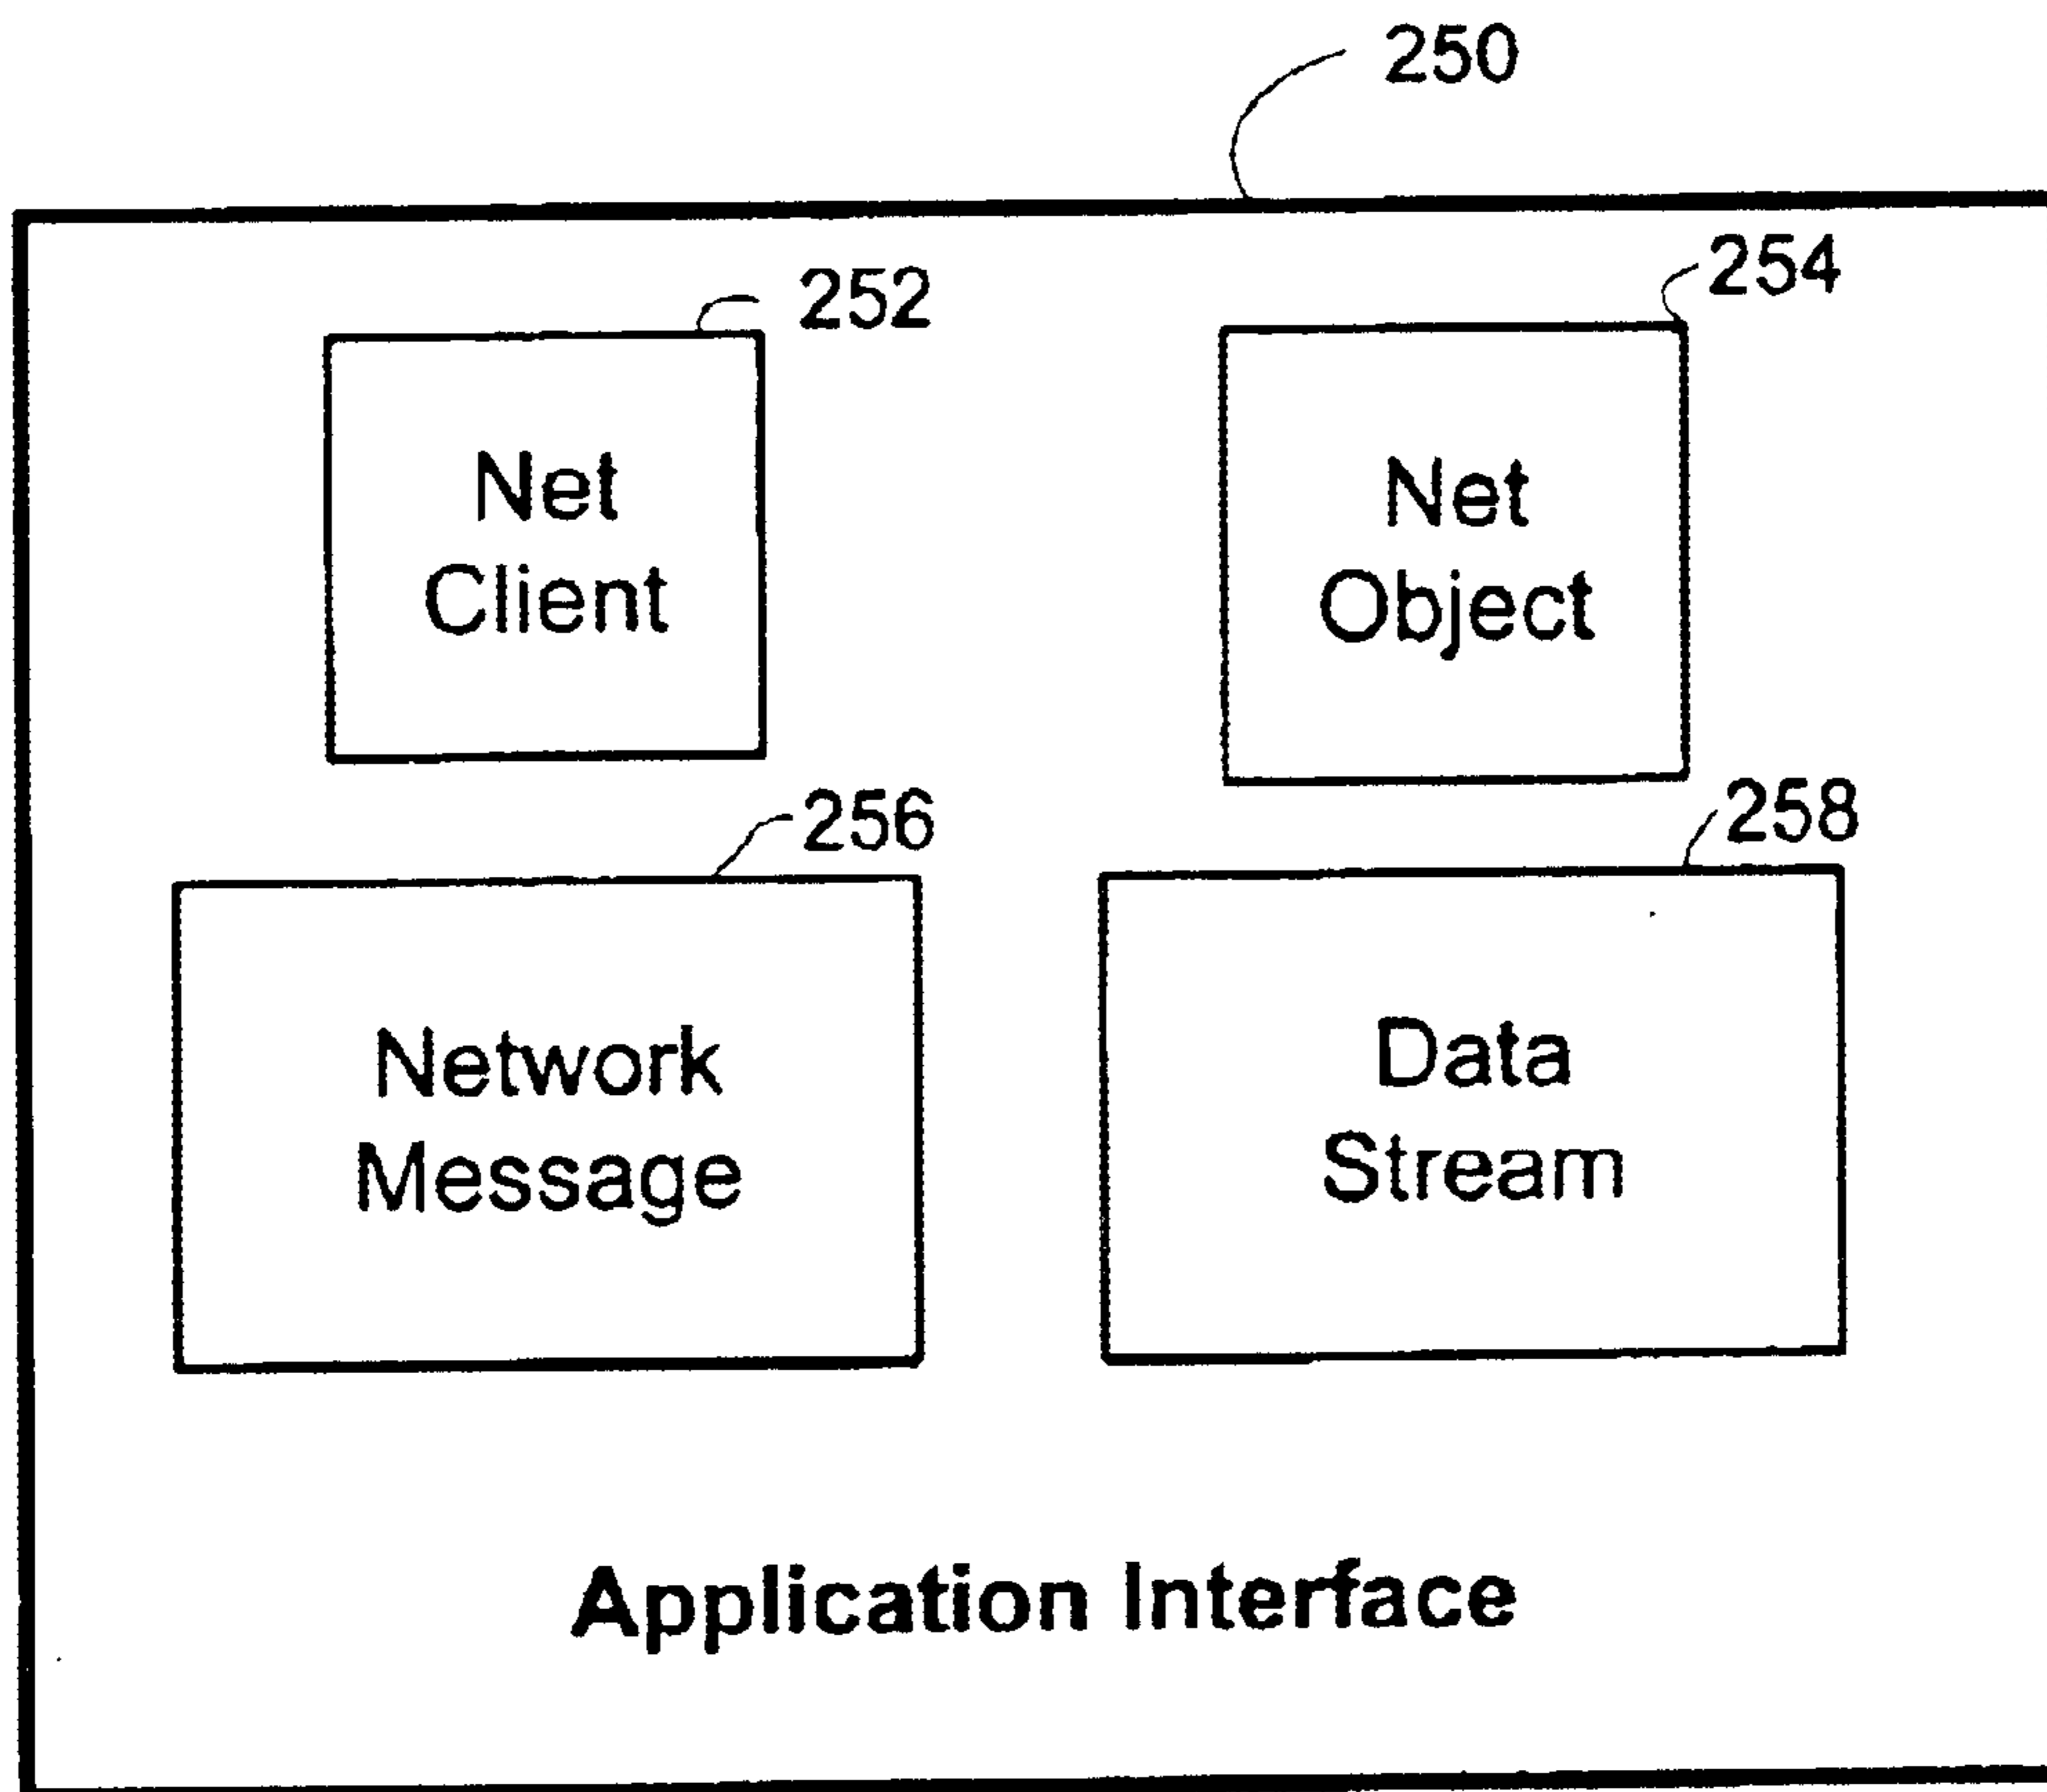 250
252
254
Net
Client
Net
Object
256
258
Network
Message
Data
Stream
Application Interface